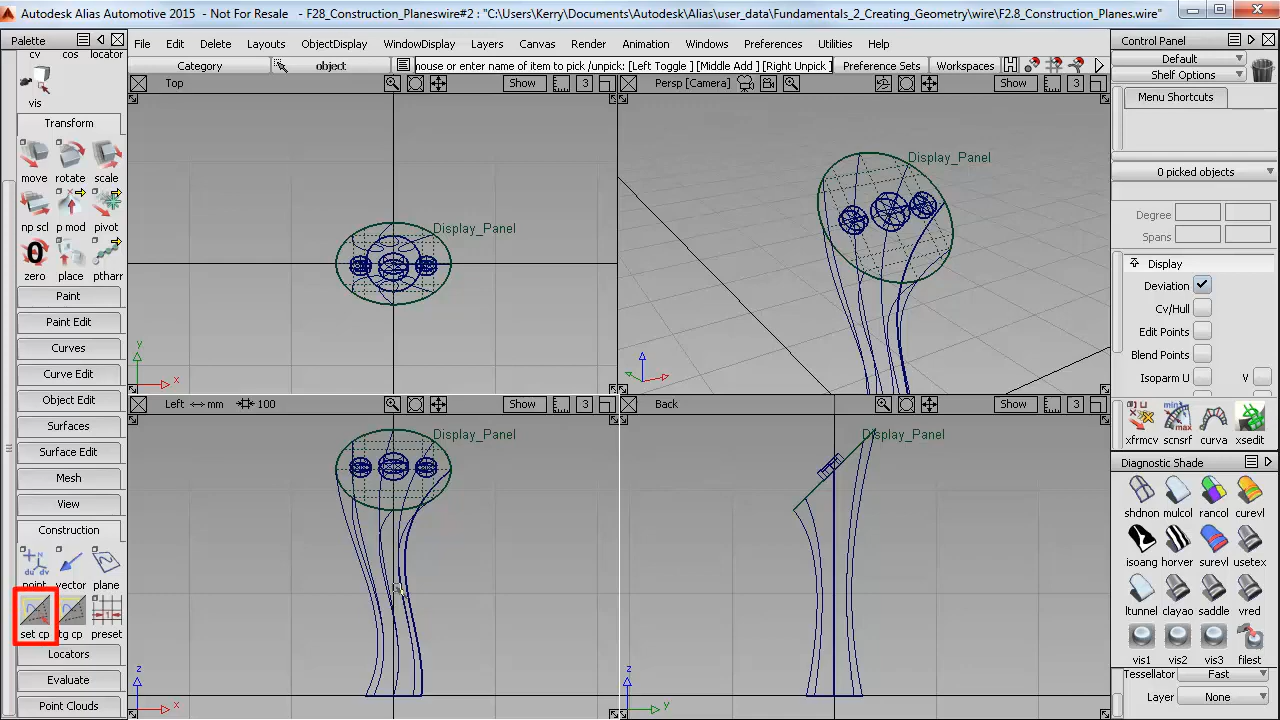 Autodesk Alias Automotive 2015 - Not For Resale - F28_Construction_Planeswire#2 : "C:\Users\Kerry\Documents\Autodesk\Alias\user_data\Fundamentals_2_Creating_Geometry\wire\F2.8_Construction_Planes.wire"
Palette
File Edit Delete Layouts ObjectDisplay WindowDisplay Layers Canvas Render Animation Windows Preferences Utilities Help
Control Panel
cv cos locator
Category object mouse or enter name of item to pick /unpick: [Left Toggle ] [Middle Add ] [Right Unpick ] Preference Sets Workspaces
Default
Shelf Options
vis
Top Show 3
Persp [Camera] Show 3
Menu Shortcuts
Transform
move rotate scale
np scl p mod pivot
zero place ptharr
Display_Panel
Display_Panel
y
x
0 picked objects
Degree
Spans
Display
Deviation
Cv/Hull
Edit Points
Blend Points
Isoparm U V
Paint
Paint Edit
Curves
Curve Edit
Object Edit
Surfaces
Surface Edit
Mesh
View
Construction
point vector plane
set cp tg cp preset
Locators
Evaluate
Point Clouds
Left mm 100 Show 3
Back Show 3
Display_Panel
Display_Panel
z
x
z
y
xfrmcv scnsrf curva xsedit
Diagnostic Shade
shdnon mulcol rancol curevl
isoang horver surevl usetex
ltunnel clayao saddle vred
vis1 vis2 vis3 filest
Tessellator Fast
Layer None